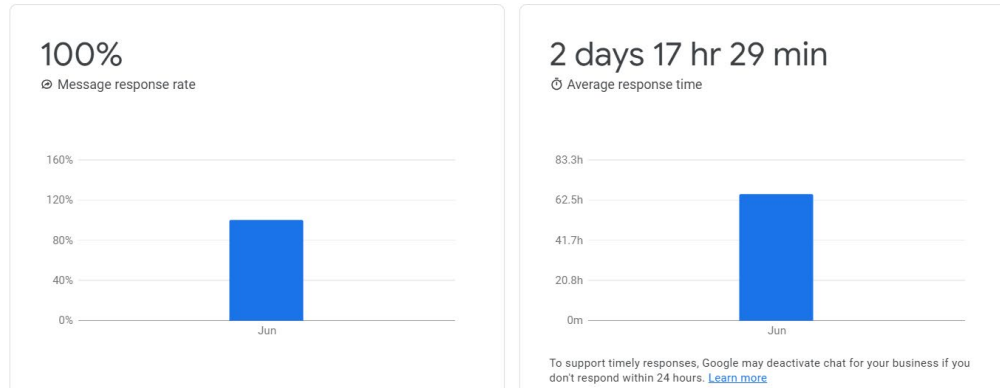 100%
Message response rate
160%
120%
80%
40%
0%
Jun
2 days 17 hr 29 min
Average response time
83.3h
62.5h
41.7h
20.8h
0m
Jun
To support timely responses, Google may deactivate chat for your business if you
don't respond within 24 hours. Learn more